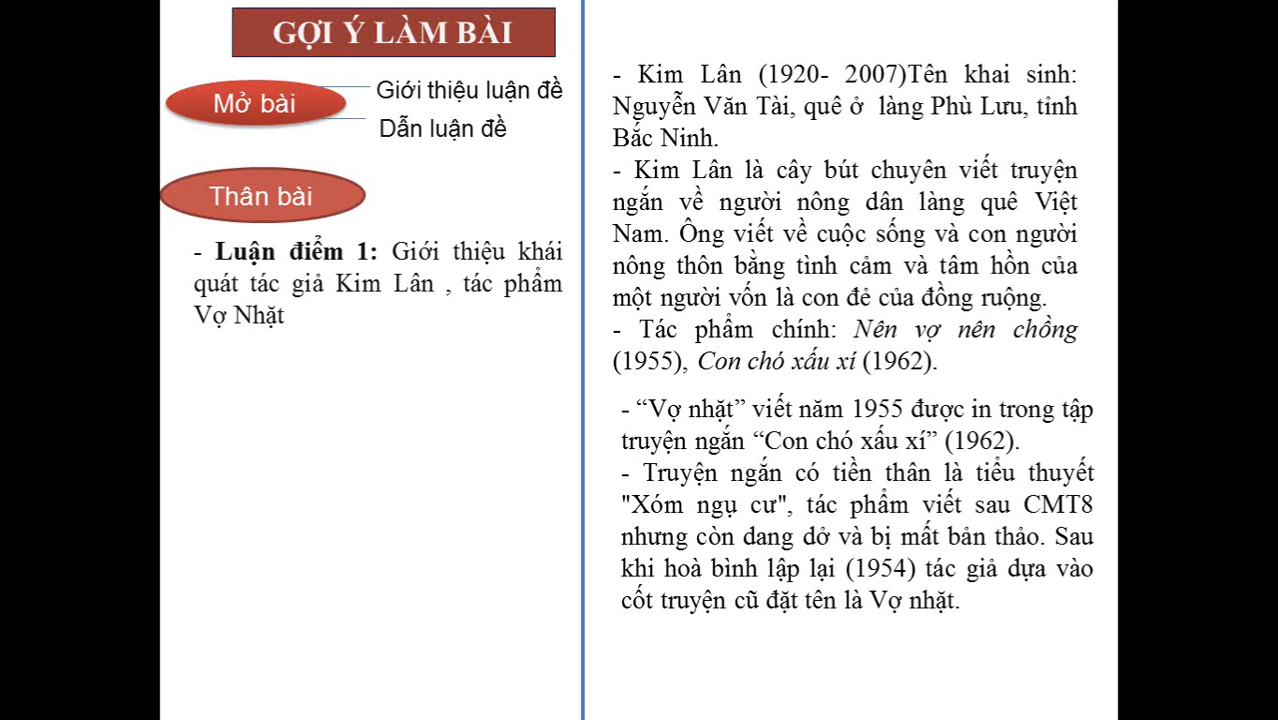 GỢI Ý LÀM BÀI
Mở bài
Giới thiệu luận đề
Dẫn luận đề
Thân bài
- Luận điểm 1: Giới thiệu khái
quát tác giả Kim Lân , tác phẩm
Vợ Nhặt
- Kim Lân (1920- 2007)Tên khai sinh:
Nguyễn Văn Tài, quê ở làng Phù Lưu, tỉnh
Bắc Ninh.
- Kim Lân là cây bút chuyên viết truyện
ngắn về người nông dân làng quê Việt
Nam. Ông viết về cuộc sống và con người
nông thôn bằng tình cảm và tâm hồn của
một người vốn là con đẻ của đồng ruộng.
- Tác phẩm chính: Nên vợ nên chồng
(1955), Con chó xấu xí (1962).
- “Vợ nhặt” viết năm 1955 được in trong tập
truyện ngắn “Con chó xấu xí” (1962).
- Truyện ngắn có tiền thân là tiểu thuyết
"Xóm ngụ cư", tác phẩm viết sau CMT8
nhưng còn dang dở và bị mất bản thảo. Sau
khi hoà bình lập lại (1954) tác giả dựa vào
cốt truyện cũ đặt tên là Vợ nhặt.